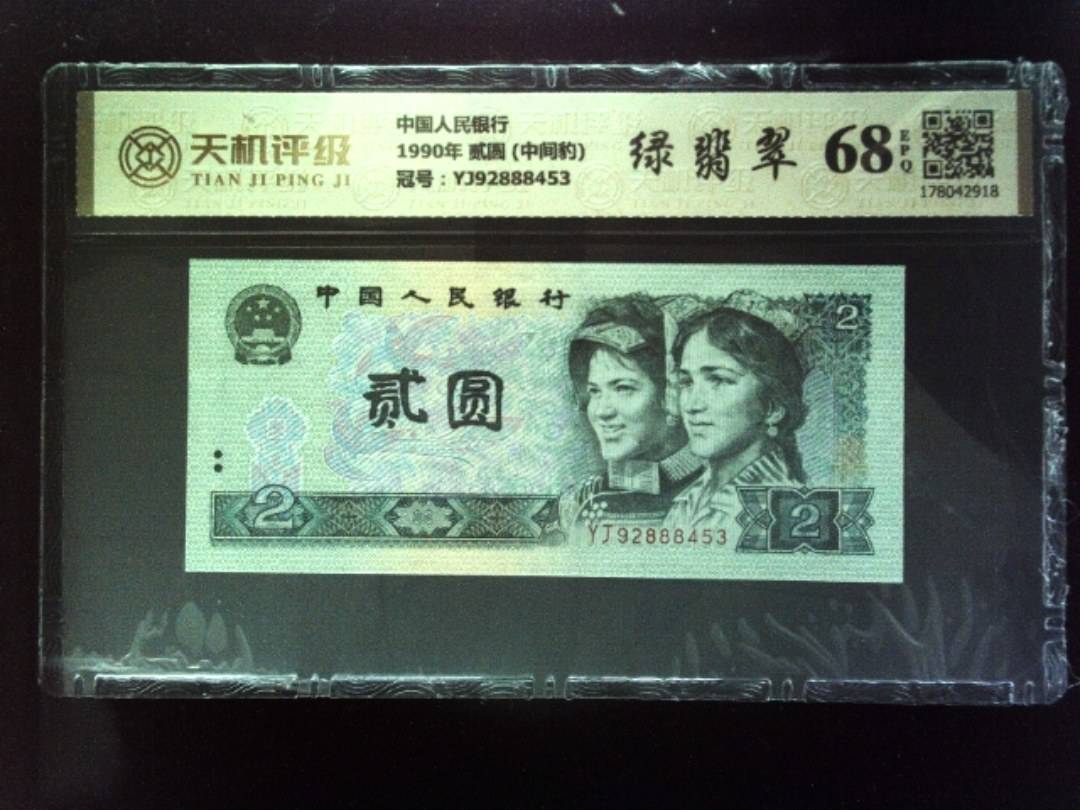 天机评级
TIAN JI PING JI
中国人民银行
1990年 贰圆 (中间豹)
冠号：YJ92888453
绿翡翠
68
EPQ
178042918
中国人民银行
2
贰圆
2
YJ92888453
2